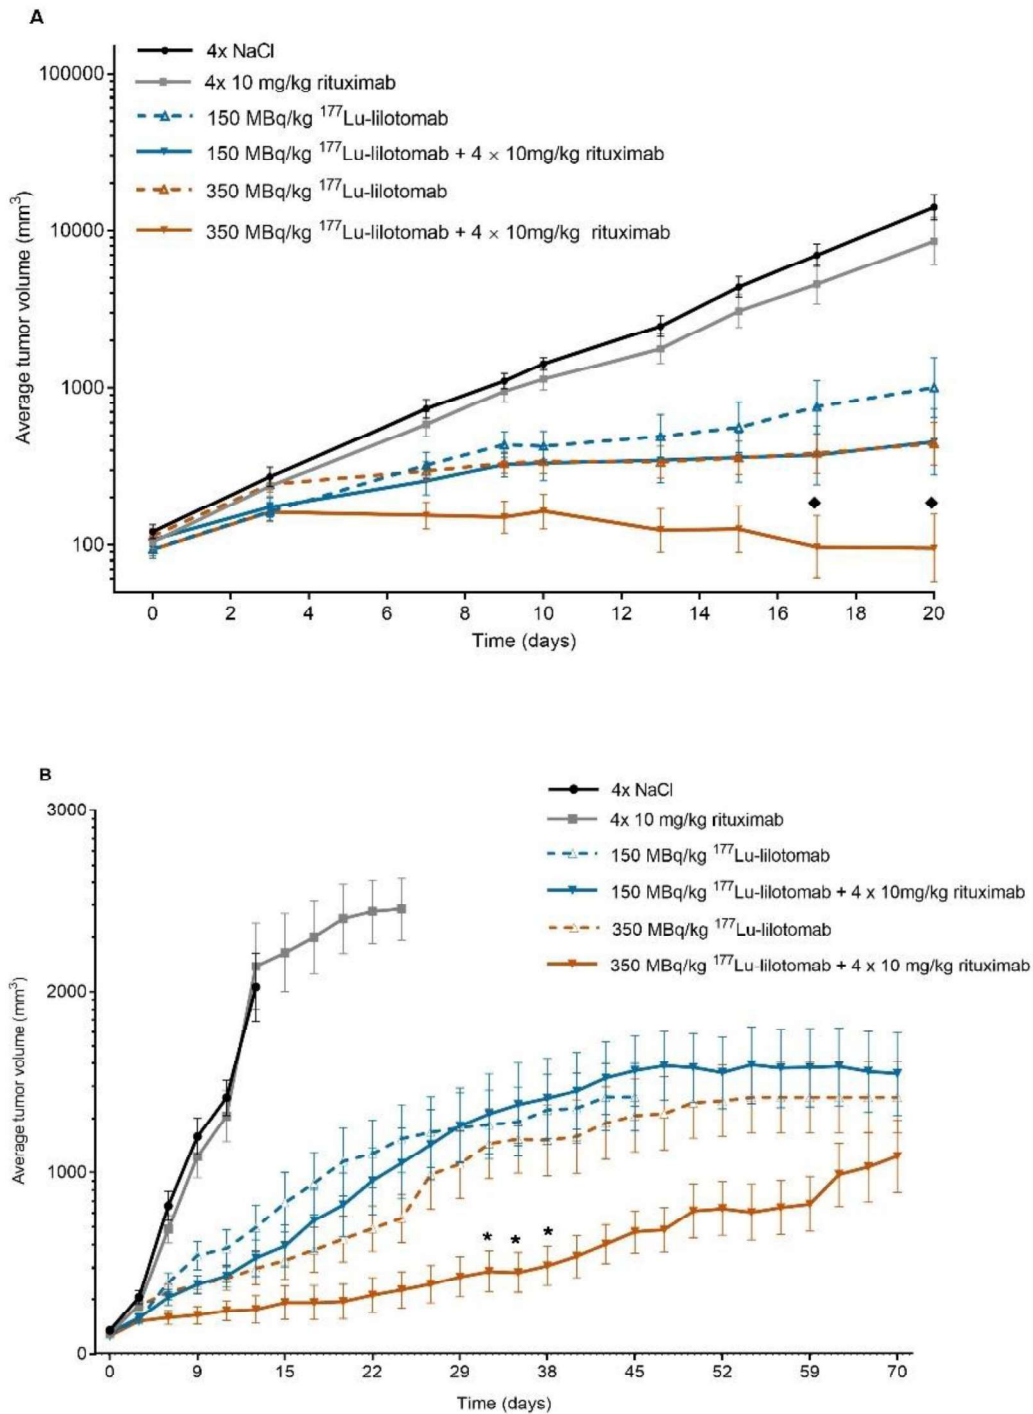 A
4x NaCl
4x 10 mg/kg rituximab
150 MBq/kg ¹⁷⁷Lu-lilotomab
150 MBq/kg ¹⁷⁷Lu-lilotomab + 4 × 10mg/kg rituximab
350 MBq/kg ¹⁷⁷Lu-lilotomab
350 MBq/kg ¹⁷⁷Lu-lilotomab + 4 × 10mg/kg rituximab
Average tumor volume (mm³)
100000
10000
1000
100
0 2 4 6 8 10 12 14 16 18 20
Time (days)
B
4x NaCl
4x 10 mg/kg rituximab
150 MBq/kg ¹⁷⁷Lu-lilotomab
150 MBq/kg ¹⁷⁷Lu-lilotomab + 4 x 10mg/kg rituximab
350 MBq/kg ¹⁷⁷Lu-lilotomab
350 MBq/kg ¹⁷⁷Lu-lilotomab + 4 x 10 mg/kg rituximab
Average tumor volume (mm³)
3000
2000
1000
0
* * *
0 9 15 22 29 38 45 52 59 70
Time (days)